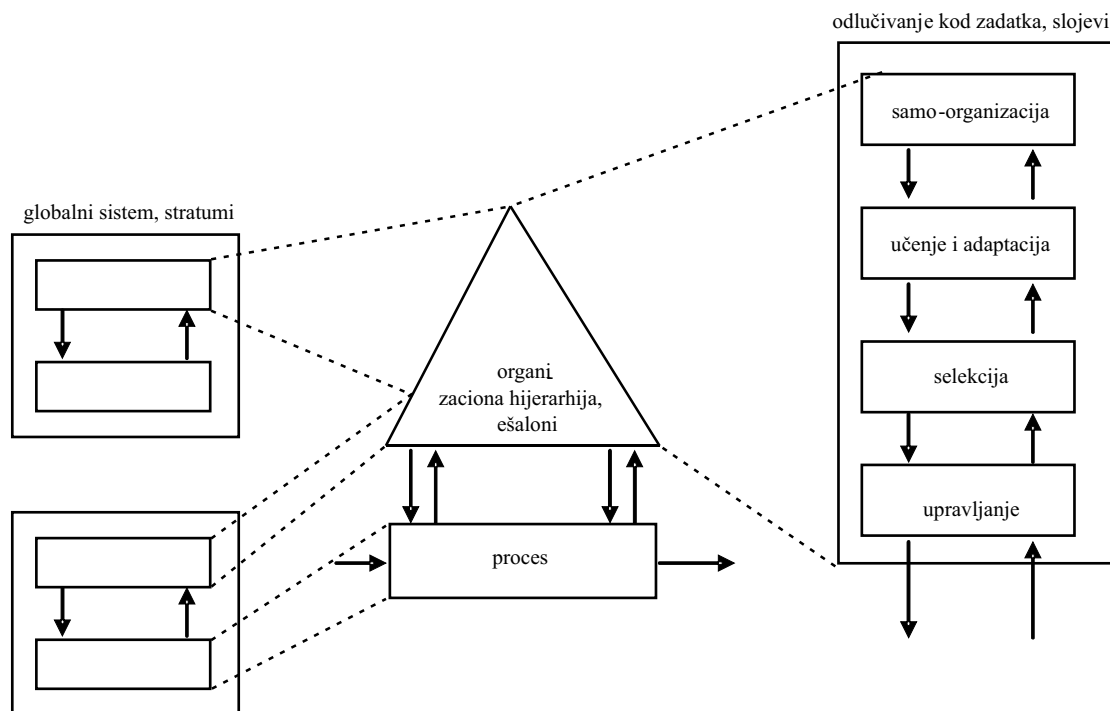 odlučivanje kod zadatka, slojevi
samo-organizacija
učenje i adaptacija
selekcija
upravljanje
globalni sistem, stratumi
organi.
zaciona hijerarhija,
ešaloni
proces